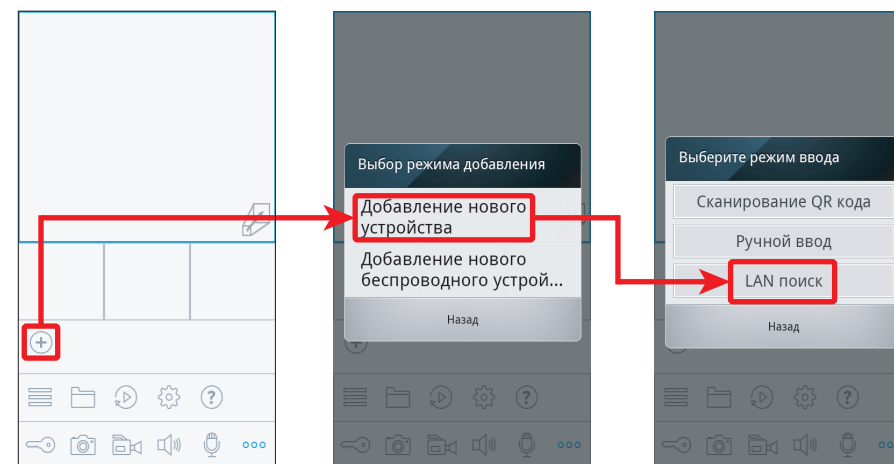 Выбор режима добавления
Добавление нового
устройства
Добавление нового
беспроводного устрой...
Назад
Выберите режим ввода
Сканирование QR кода
Ручной ввод
LAN поиск
Назад